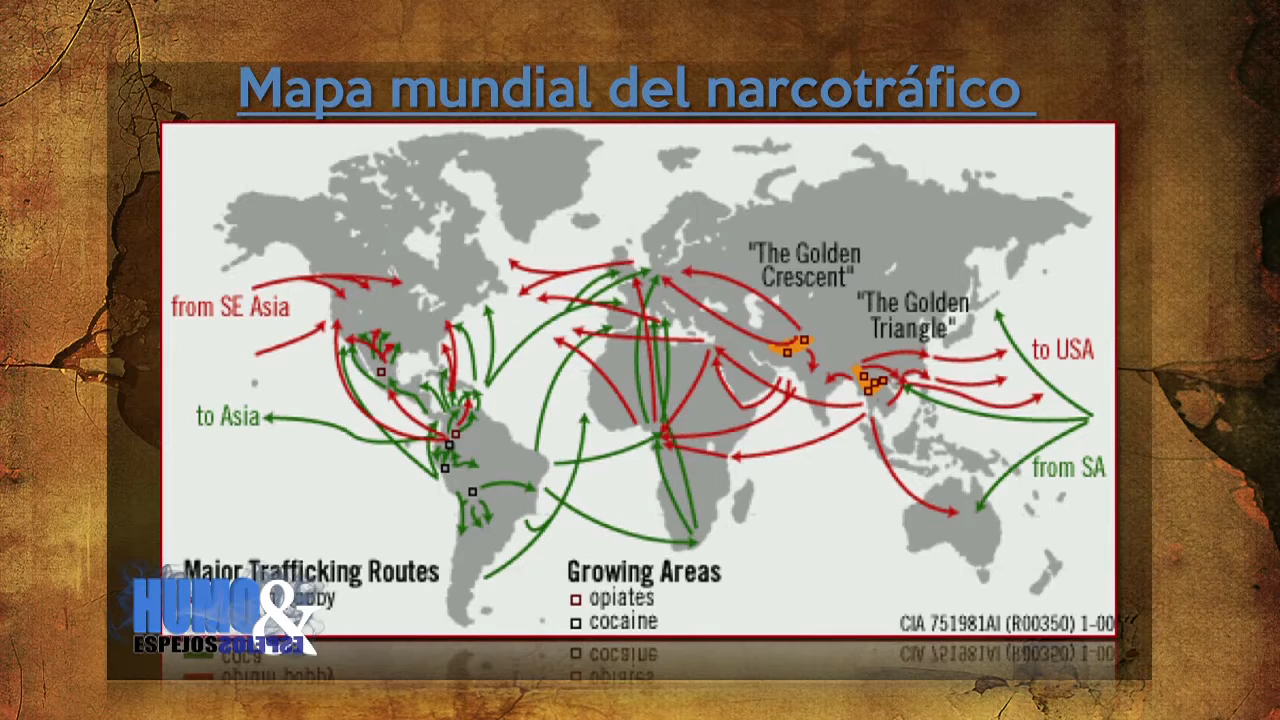 Mapa mundial del narcotráfico
"The Golden
Crescent"
"The Golden
Triangle"
from SE Asia
to USA
to Asia
from SA
Major Trafficking Routes
Growing Areas
opiates
cocaine
CIA 751981AI (R00350) 1-00
HUMO&
ESPEJOS